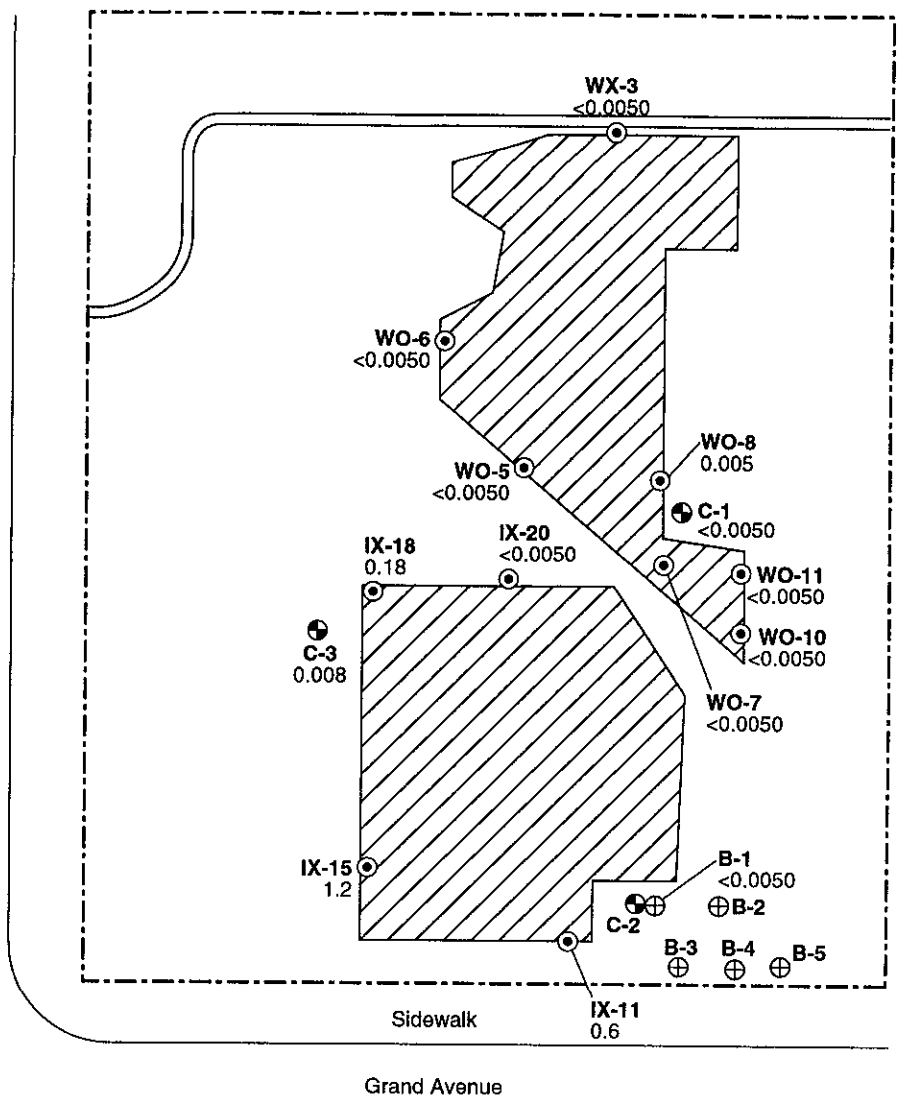 WX-3
<0.0050
WO-6
<0.0050
WO-8
0.005
WO-5
<0.0050
C-1
<0.0050
IX-20
<0.0050
IX-18
0.18
WO-11
<0.0050
C-3
0.008
WO-10
<0.0050
WO-7
<0.0050
IX-15
1.2
B-1
<0.0050
C-2
B-2
B-3
B-4
B-5
IX-11
0.6
Sidewalk
Grand Avenue